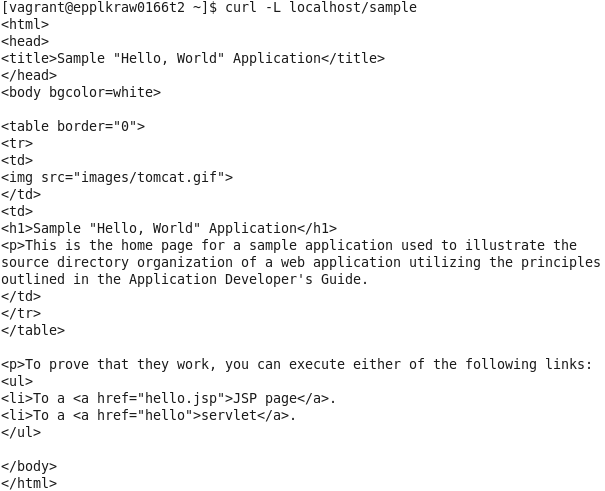 [vagrant@epplkraw0166t2 ~]$ curl -L localhost/sample
<html>
<head>
<title>Sample "Hello, World" Application</title>
</head>
<body bgcolor=white>
<table border="0">
<tr>
<td>
<img src="images/tomcat.gif">
</td>
<td>
<h1>Sample "Hello, World" Application</h1>
<p>This is the home page for a sample application used to illustrate the
source directory organization of a web application utilizing the principles
outlined in the Application Developer's Guide.
</td>
</tr>
</table>
<p>To prove that they work, you can execute either of the following links:
<ul>
<li>To a <a href="hello.jsp">JSP page</a>.
<li>To a <a href="hello">servlet</a>.
</ul>
</body>
</html>